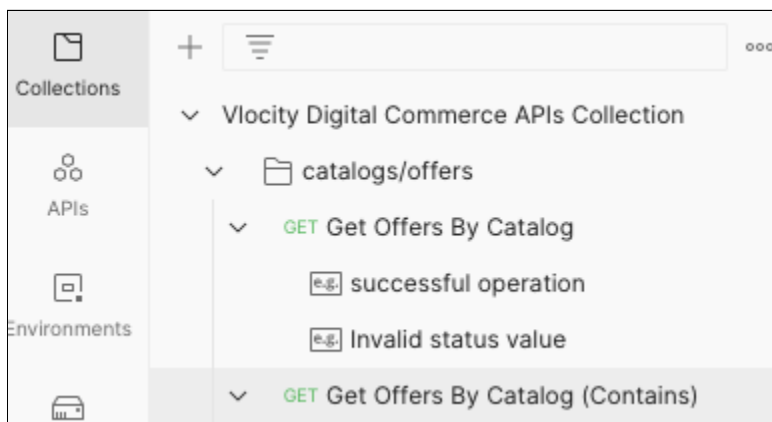 Collections
APIs
Environments
Vlocity Digital Commerce APIs Collection
catalogs/offers
GET Get Offers By Catalog
e.g. successful operation
e.g. Invalid status value
GET Get Offers By Catalog (Contains)